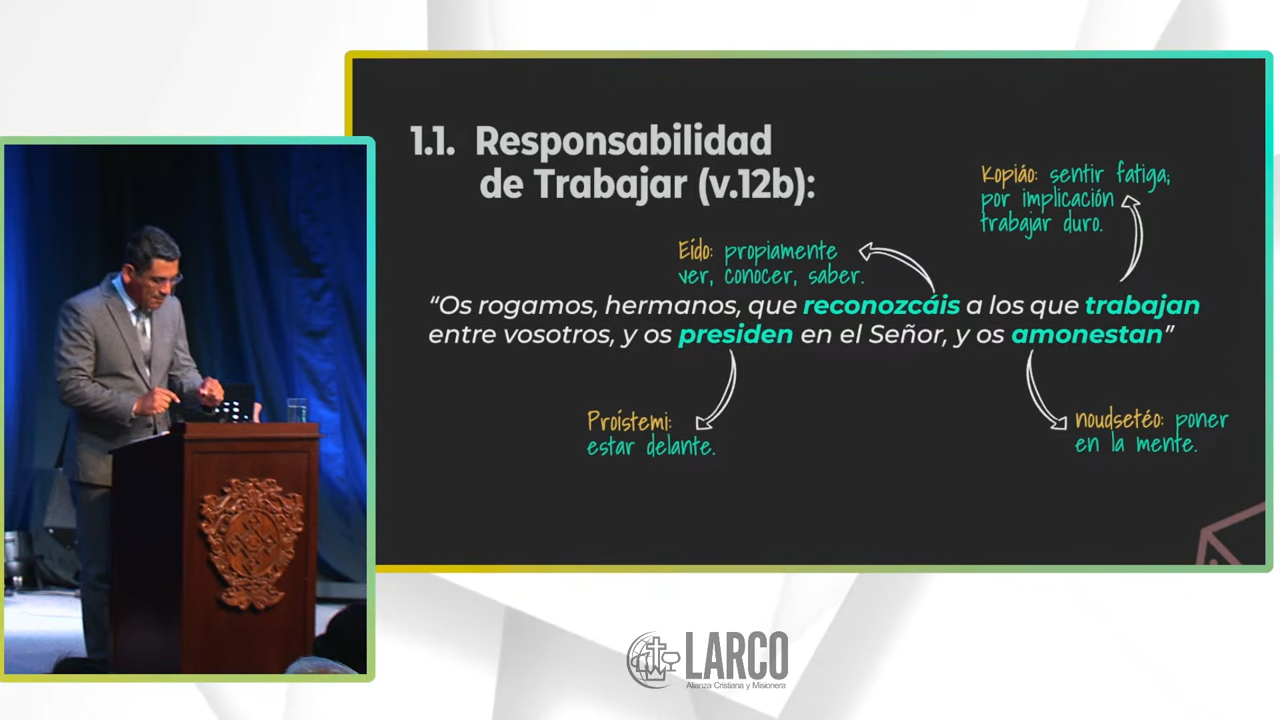 1.1. Responsabilidad
de Trabajar (v.12b):
Kopiáo: sentir fatiga;
por implicación
trabajar duro.
Eído: propiamente
ver, conocer, saber.
“Os rogamos, hermanos, que reconozcáis a los que trabajan
entre vosotros, y os presiden en el Señor, y os amonestan”
Proístemi:
estar delante.
noudsetéo: poner
en la mente.
LARCO
Alianza Cristiana y Misionera